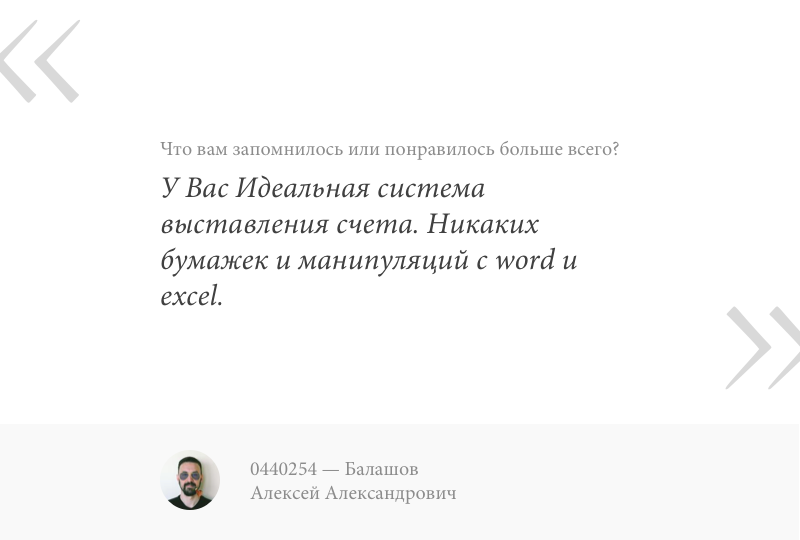 «
Что вам запомнилось или понравилось больше всего?
У Вас Идеальная система
выставления счета. Никаких
бумажек и манипуляций с word и
excel.
»
0440254 — Балашов
Алексей Александрович